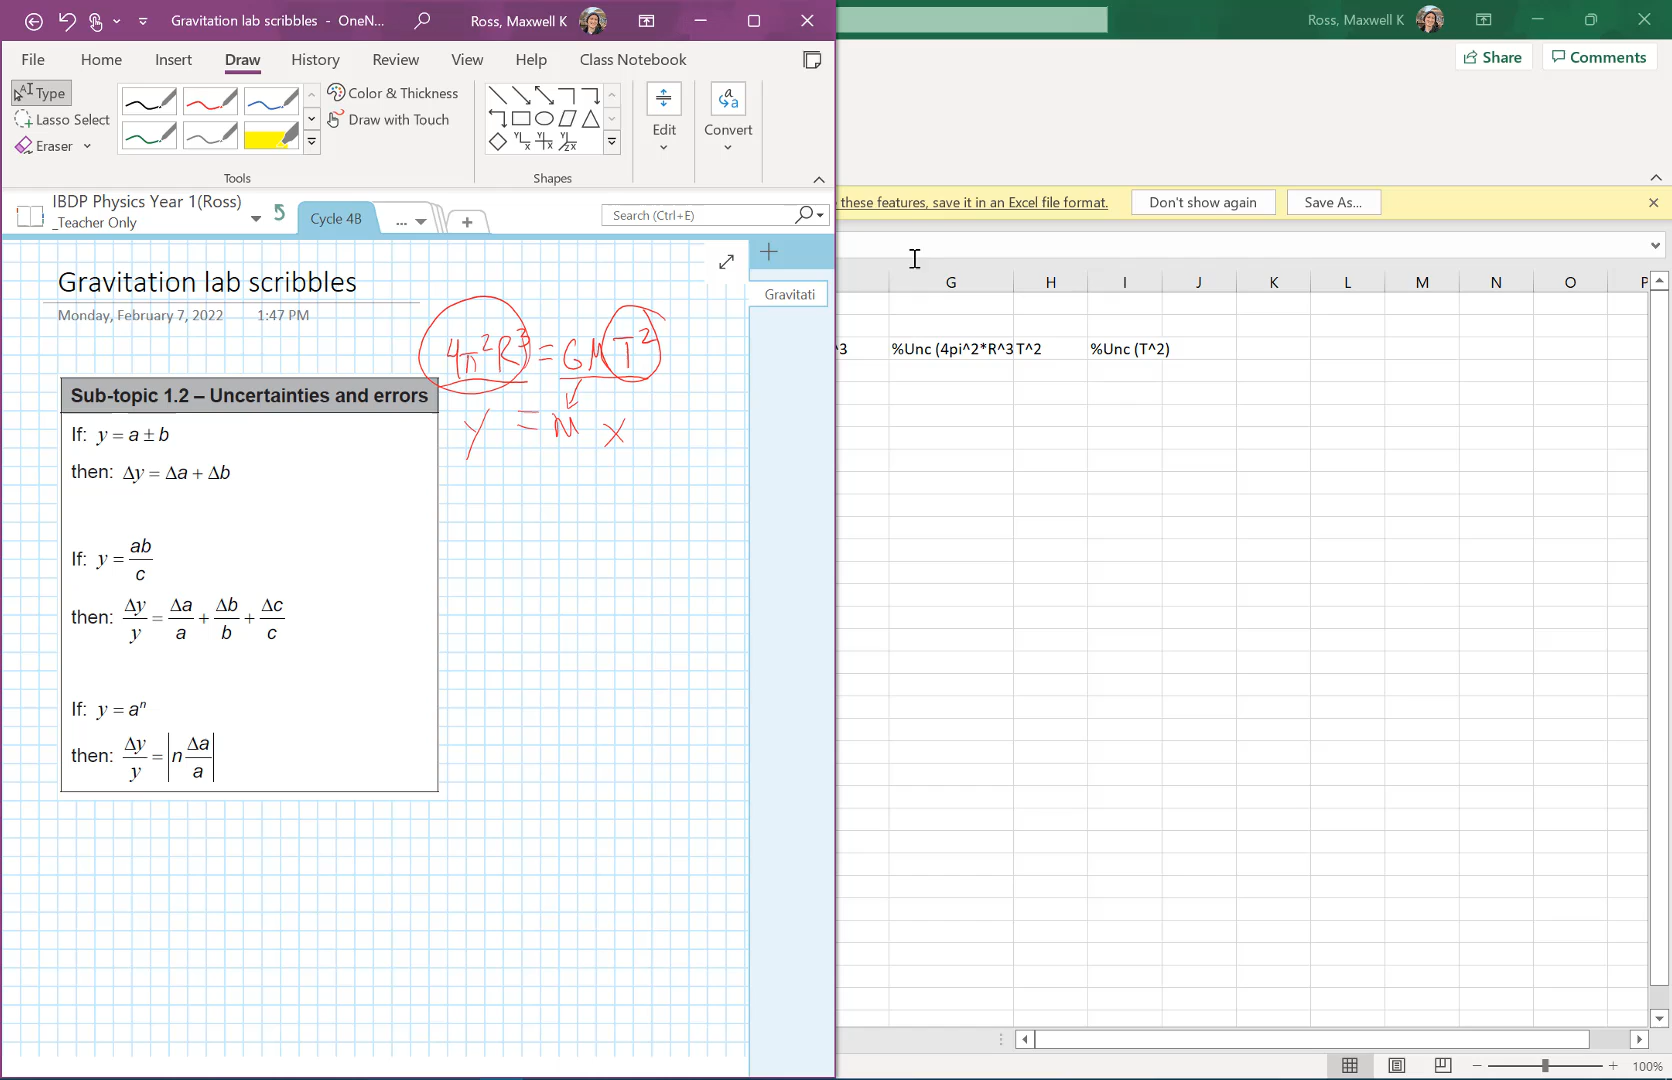 Gravitation lab scribbles - OneN...
Ross, Maxwell K
Ross, Maxwell K
File Home Insert Draw History Review View Help Class Notebook
Share Comments
Type
Lasso Select
Eraser
Color & Thickness
Draw with Touch
Edit
Convert
Tools
Shapes
IBDP Physics Year 1(Ross)
_Teacher Only
Cycle 4B
...
Search (Ctrl+E)
these features, save it in an Excel file format. Don't show again Save As...
Gravitation lab scribbles
Monday, February 7, 2022 1:47 PM
Gravitati
4π²R³ = GMT²
y = M x
Sub-topic 1.2 – Uncertainties and errors
If: y = a ± b
then: Δy = Δa + Δb
If: y = ab/c
then: Δy/y = Δa/a + Δb/b + Δc/c
If: y = aⁿ
then: Δy/y = |n Δa/a|
G H I J K L M N O P
^3 %Unc (4pi^2*R^3 T^2 %Unc (T^2)
100%